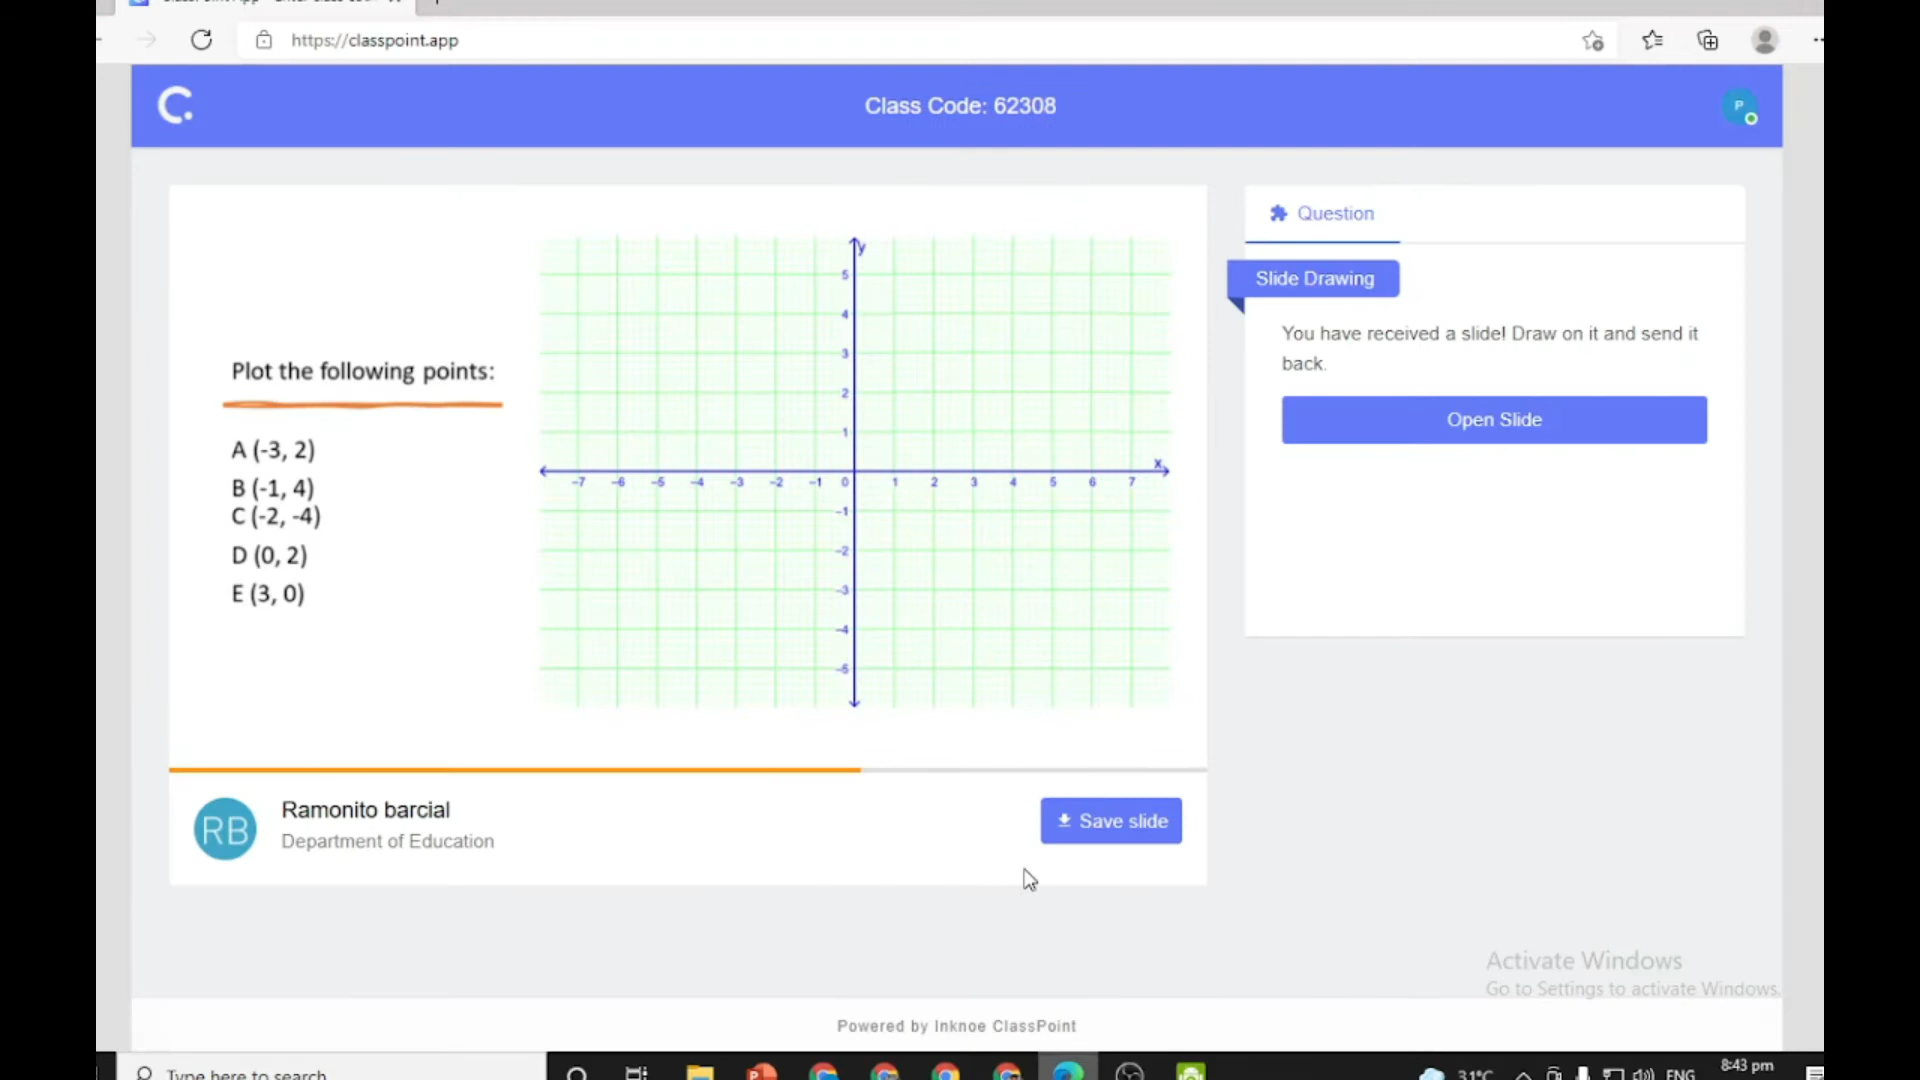 https://classpoint.app
Class Code: 62308
P
Plot the following points:
A (-3, 2)
B (-1, 4)
C (-2, -4)
D (0, 2)
E (3, 0)
y
5
4
3
2
1
x
-7 -6 -5 -4 -3 -2 -1 0 1 2 3 4 5 6 7
-1
-2
-3
-4
-5
Question
Slide Drawing
You have received a slide! Draw on it and send it
back.
Open Slide
RB
Ramonito barcial
Department of Education
Save slide
Activate Windows
Go to Settings to activate Windows.
Powered by Inknoe ClassPoint
Type here to search
31°C
ENG
8:43 pm